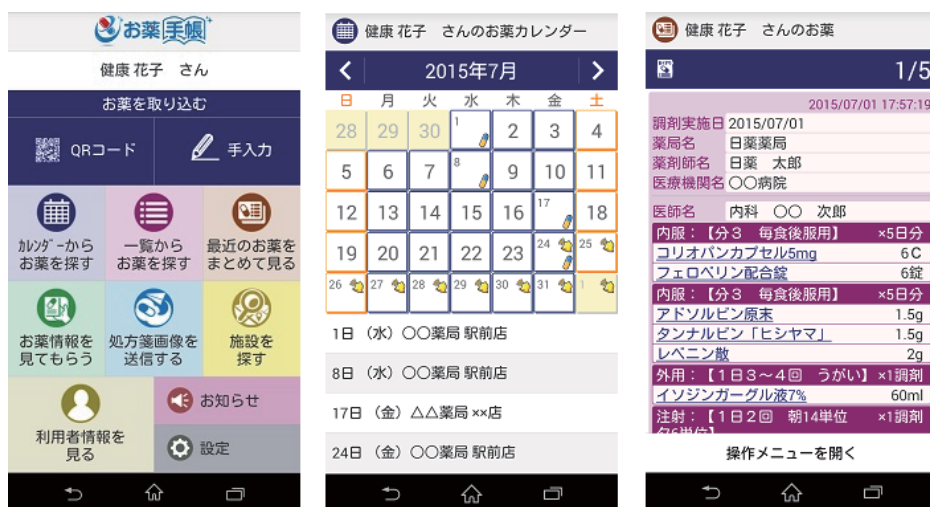 お薬手帳
健康 花子 さん
お薬を取り込む
QRコード
手入力
ｶﾚﾝﾀﾞｰから
お薬を探す
一覧から
お薬を探す
最近のお薬を
まとめて見る
お薬情報を
見てもらう
処方箋画像を
送信する
施設を
探す
利用者情報を
見る
お知らせ
設定
健康 花子 さんのお薬カレンダー
2015年7月
日 月 火 水 木 金 土
28 29 30 1 2 3 4
5 6 7 8 9 10 11
12 13 14 15 16 17 18
19 20 21 22 23 24 25
26 27 28 29 30 31 1
1日 （水）〇〇薬局 駅前店
8日 （水）〇〇薬局 駅前店
17日 （金）△△薬局 ××店
24日 （金）〇〇薬局 駅前店
健康 花子 さんのお薬
1/5
2015/07/01 17:57:19
調剤実施日 2015/07/01
薬局名 日薬薬局
薬剤師名 日薬 太郎
医療機関名 〇〇病院
医師名 内科 〇〇 次郎
内服：【分３ 毎食後服用】 ×5日分
コリオパンカプセル5mg 6C
フェロベリン配合錠 6錠
内服：【分３ 毎食後服用】 ×5日分
アドソルビン原末 1.5g
タンナルビン「ヒシヤマ」 1.5g
レベニン散 2g
外用：【１日３～４回 うがい】 ×1調剤
イソジンガーグル液7% 60ml
注射：【１日２回 朝14単位 ×1調剤
夕6単位】
操作メニューを開く